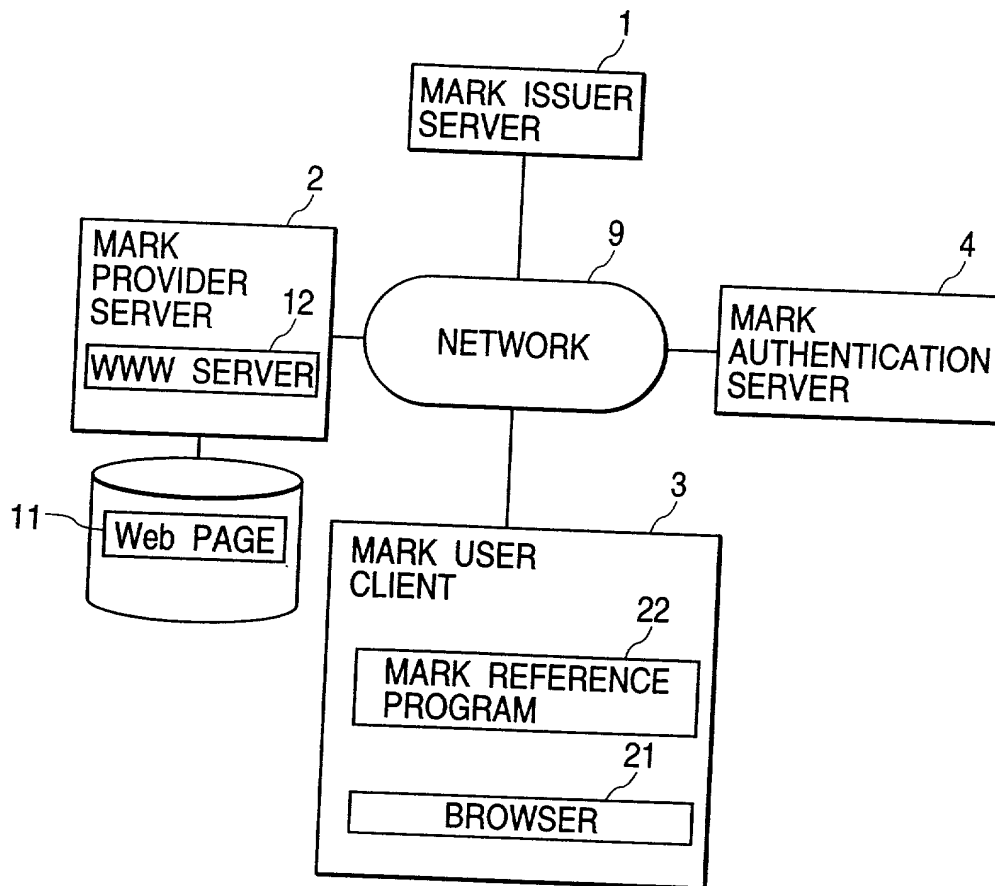 1
MARK ISSUER
SERVER
2
MARK
PROVIDER
SERVER
12
WWW SERVER
9
NETWORK
4
MARK
AUTHENTICATION
SERVER
11
Web PAGE
3
MARK USER
CLIENT
22
MARK REFERENCE
PROGRAM
21
BROWSER